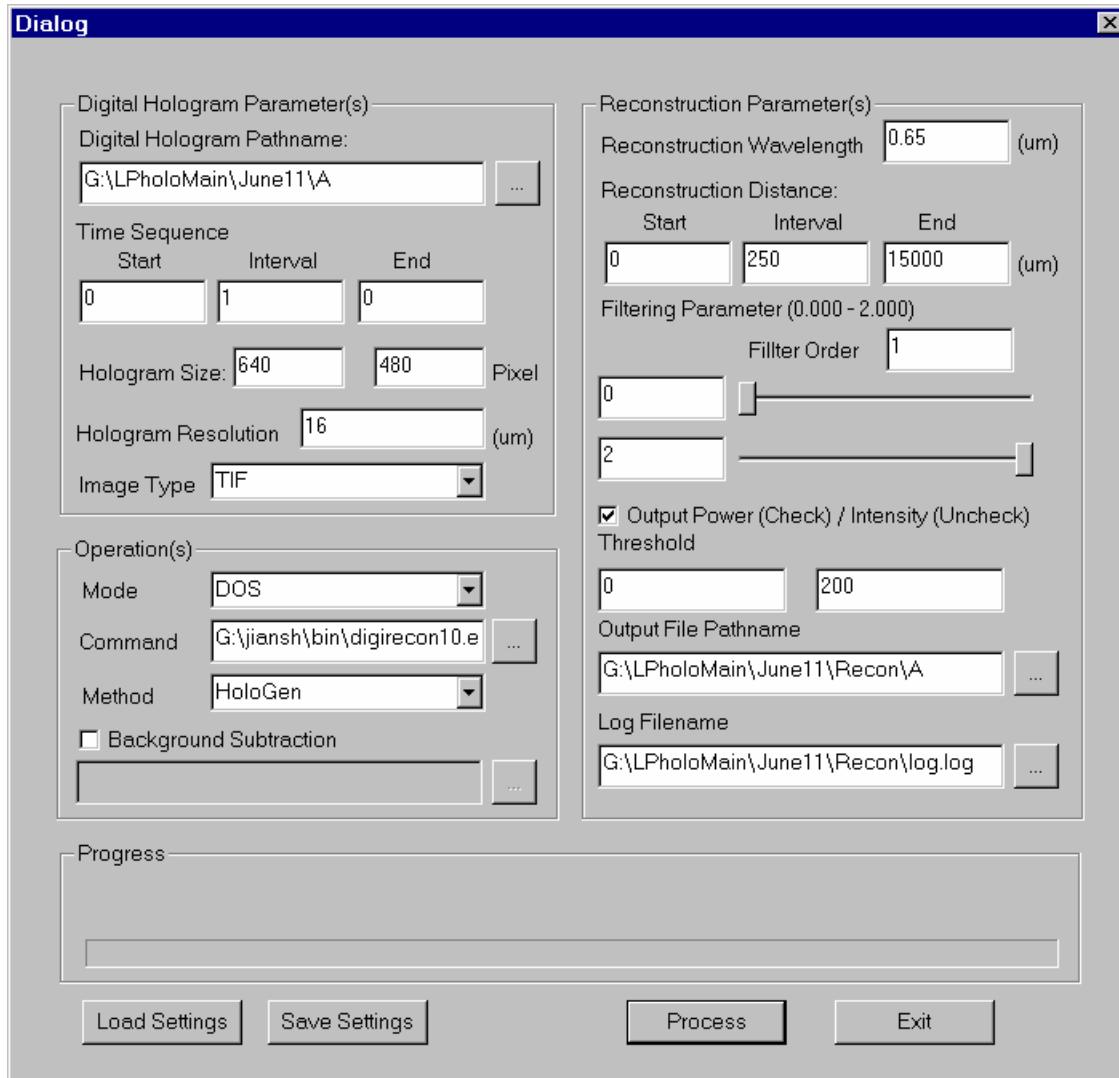 Dialog
Digital Hologram Parameter(s)
Digital Hologram Pathname:
G:\LPholoMain\June11\A
...
Time Sequence
Start Interval End
0 1 0
Hologram Size: 640 480 Pixel
Hologram Resolution 16 (um)
Image Type TIF
Operation(s)
Mode DOS
Command G:\jiansh\bin\digirecon10.e ...
Method HoloGen
Background Subtraction
...
Reconstruction Parameter(s)
Reconstruction Wavelength 0.65 (um)
Reconstruction Distance:
Start Interval End
0 250 15000 (um)
Filtering Parameter (0.000 - 2.000)
Fillter Order 1
0
2
Output Power (Check) / Intensity (Uncheck)
Threshold
0 200
Output File Pathname
G:\LPholoMain\June11\Recon\A ...
Log Filename
G:\LPholoMain\June11\Recon\log.log ...
Progress
Load Settings Save Settings Process Exit